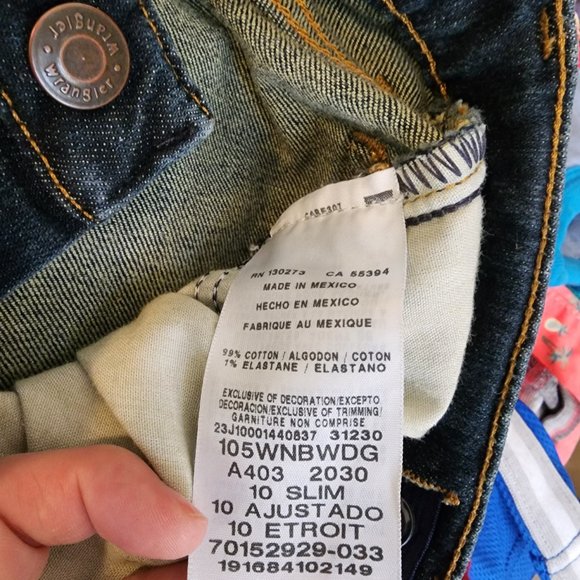 wrangler
wrangler
CARE307
RN 130273 CA 55394
MADE IN MEXICO
HECHO EN MEXICO
FABRIQUE AU MEXIQUE
99% COTTON / ALGODON / COTON
1% ELASTANE / ELASTANO
EXCLUSIVE OF DECORATION/EXCEPTO
DECORACION/EXCLUSIVE OF TRIMMING/
GARNITURE NON COMPRISE
23J10001440837 31230
105WNBWDG
A403 2030
10 SLIM
10 AJUSTADO
10 ETROIT
70152929-033
191684102149